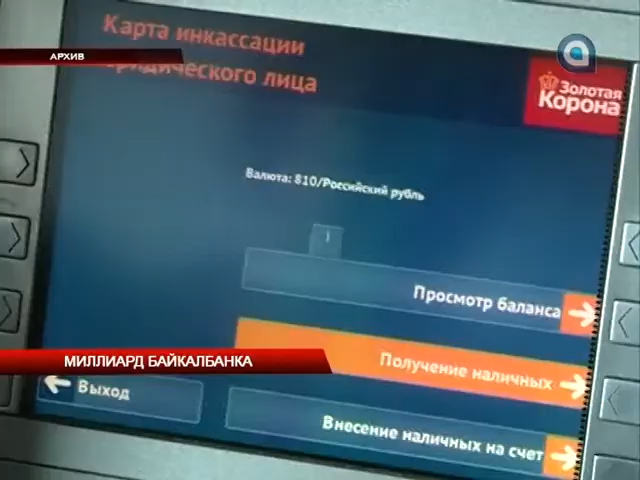 Карта инкассации
АРХИВ
юридического лица
Золотая
Корона
Валюта: 810/Российский рубль
Просмотр баланса
МИЛЛИАРД БАЙКАЛБАНКА
Получение наличных
Выход
Внесение наличных на счет